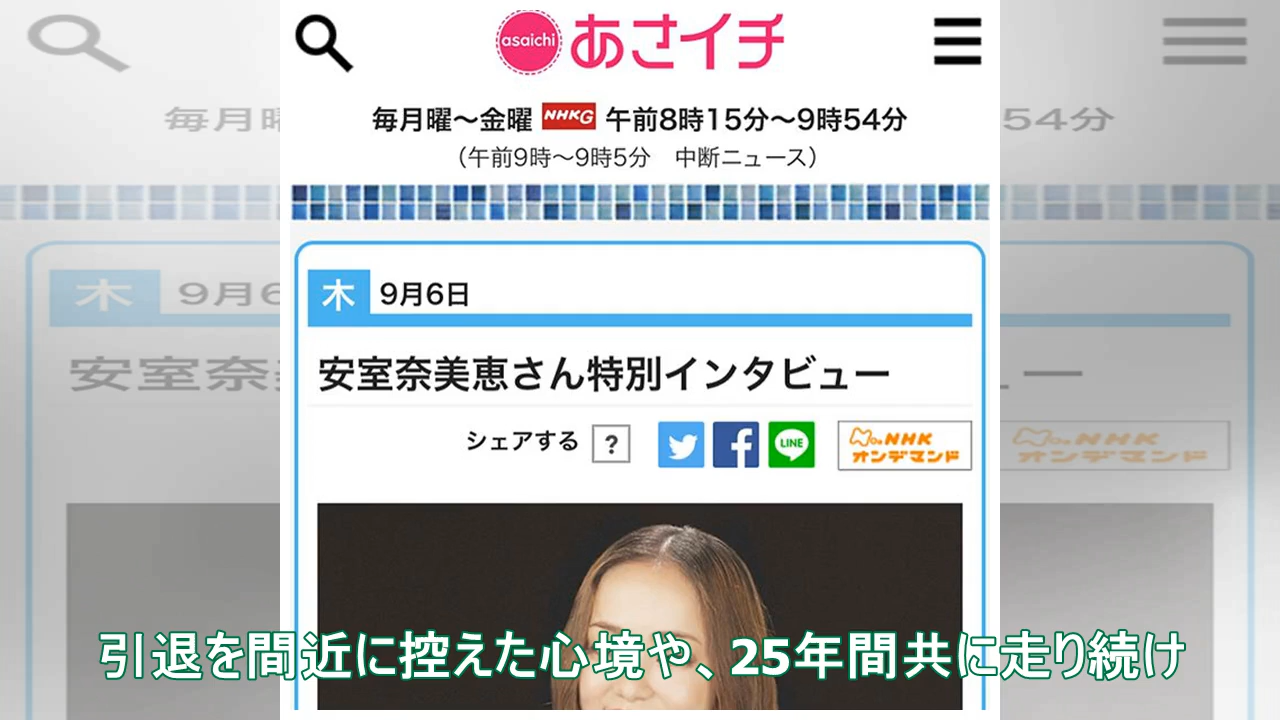 asaichi あさイチ
毎月曜～金曜 NHKG 午前8時15分～9時54分
（午前9時～9時5分　中断ニュース）
木 9月6日
安室奈美恵さん特別インタビュー
シェアする ? LINE NHK
オンデマンド
引退を間近に控えた心境や、25年間共に走り続け